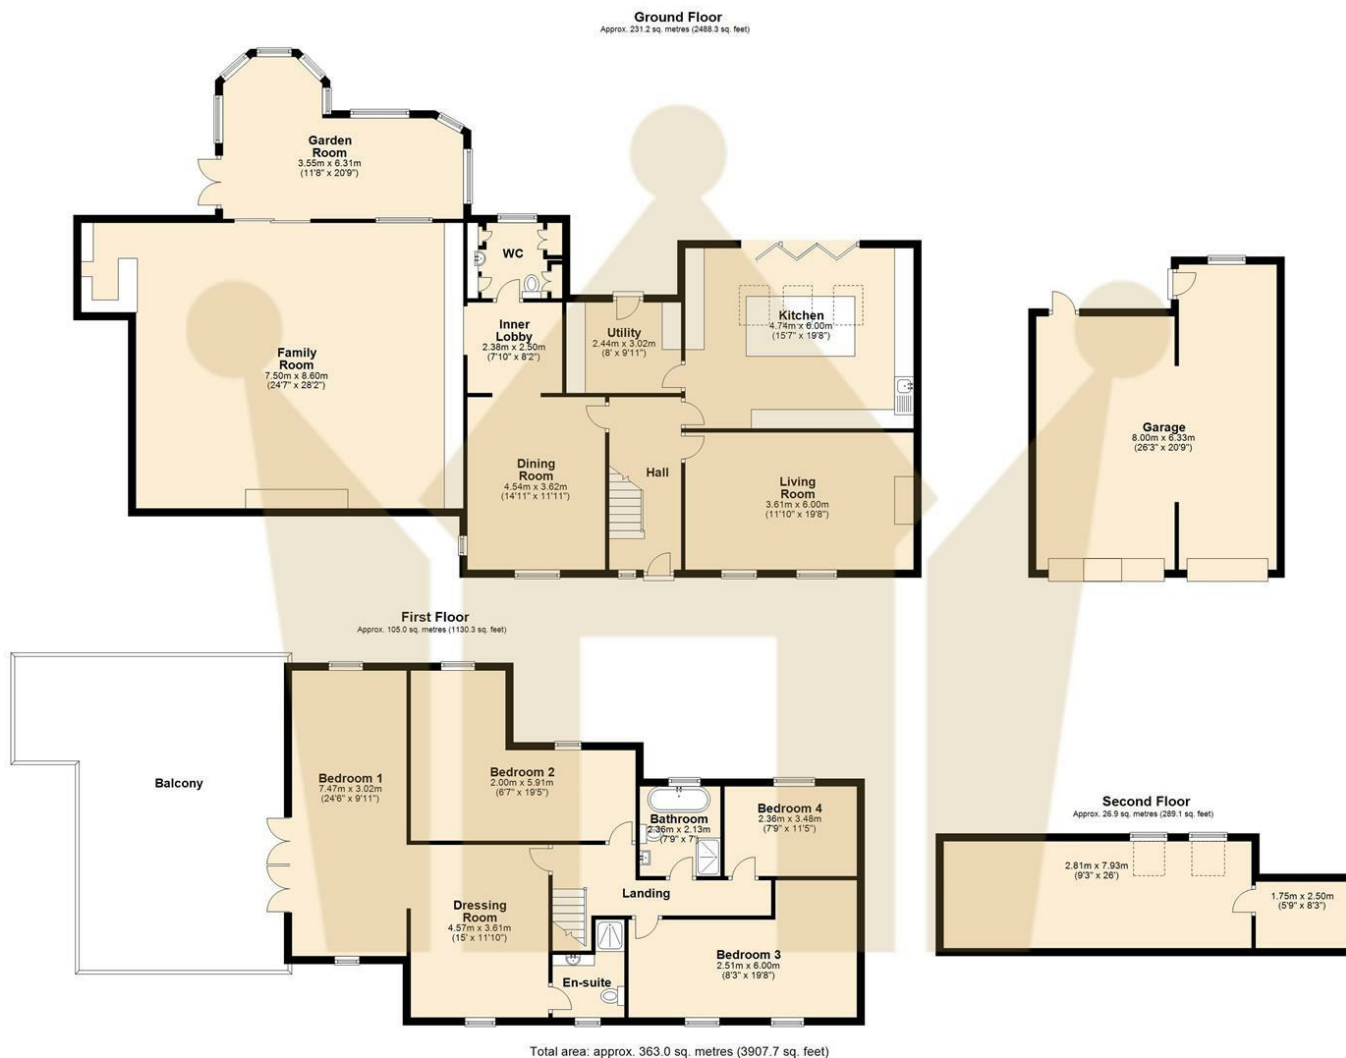 Ground Floor
Approx. 231.2 sq. metres (2488.3 sq. feet)
Garden
Room
3.55m x 6.31m
(11'8" x 20'9")
WC
Inner
Lobby
2.38m x 2.50m
(7'10" x 8'2")
Utility
2.44m x 3.02m
(8' x 9'11")
Kitchen
4.74m x 6.00m
(15'7" x 19'8")
Family
Room
7.50m x 8.60m
(24'7" x 28'2")
Dining
Room
4.54m x 3.62m
(14'11" x 11'11")
Hall
Living
Room
3.61m x 6.00m
(11'10" x 19'8")
Garage
8.00m x 6.33m
(26'3" x 20'9")
First Floor
Approx. 105.0 sq. metres (1130.3 sq. feet)
Balcony
Bedroom 1
7.47m x 3.02m
(24'6" x 9'11")
Bedroom 2
2.00m x 5.91m
(6'7" x 19'5")
Bathroom
2.36m x 2.13m
(7'9" x 7')
Bedroom 4
2.36m x 3.48m
(7'9" x 11'5")
Landing
Dressing
Room
4.57m x 3.61m
(15' x 11'10")
En-suite
Bedroom 3
2.51m x 6.00m
(8'3" x 19'8")
Second Floor
Approx. 26.9 sq. metres (289.1 sq. feet)
2.81m x 7.93m
(9'3" x 26')
1.75m x 2.50m
(5'9" x 8'3")
Total area: approx. 363.0 sq. metres (3907.7 sq. feet)